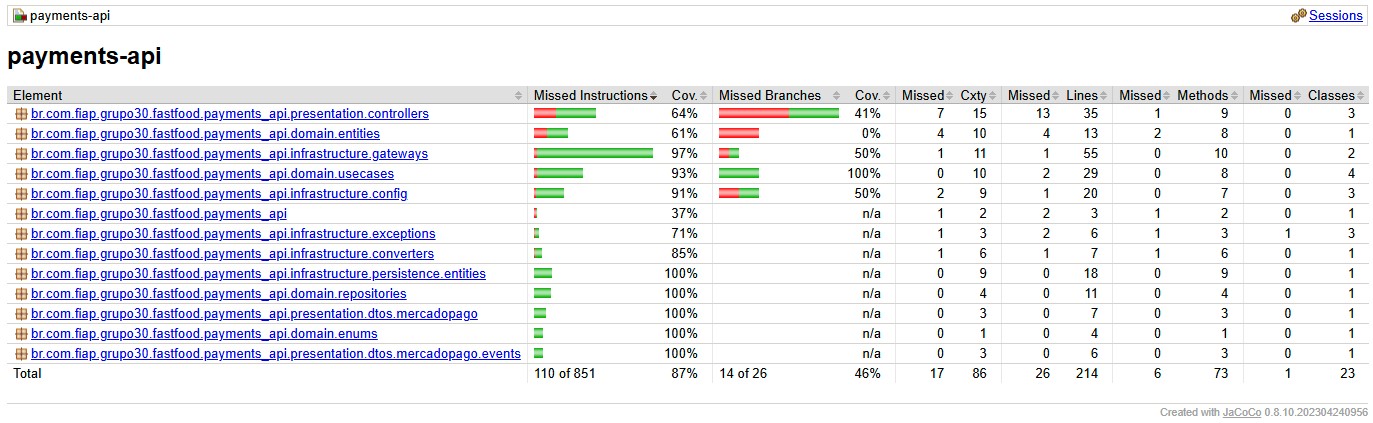 payments-api Sessions
payments-api
Element Missed Instructions Cov. Missed Branches Cov. Missed Cxty Missed Lines Missed Methods Missed Classes
br.com.fiap.grupo30.fastfood.payments_api.presentation.controllers 64% 41% 7 15 13 35 1 9 0 3
br.com.fiap.grupo30.fastfood.payments_api.domain.entities 61% 0% 4 10 4 13 2 8 0 1
br.com.fiap.grupo30.fastfood.payments_api.infrastructure.gateways 97% 50% 1 11 1 55 0 10 0 2
br.com.fiap.grupo30.fastfood.payments_api.domain.usecases 93% 100% 0 10 2 29 0 8 0 4
br.com.fiap.grupo30.fastfood.payments_api.infrastructure.config 91% 50% 2 9 1 20 0 7 0 3
br.com.fiap.grupo30.fastfood.payments_api 37% n/a 1 2 2 3 1 2 0 1
br.com.fiap.grupo30.fastfood.payments_api.infrastructure.exceptions 71% n/a 1 3 2 6 1 3 1 3
br.com.fiap.grupo30.fastfood.payments_api.infrastructure.converters 85% n/a 1 6 1 7 1 6 0 1
br.com.fiap.grupo30.fastfood.payments_api.infrastructure.persistence.entities 100% n/a 0 9 0 18 0 9 0 1
br.com.fiap.grupo30.fastfood.payments_api.domain.repositories 100% n/a 0 4 0 11 0 4 0 1
br.com.fiap.grupo30.fastfood.payments_api.presentation.dtos.mercadopago 100% n/a 0 3 0 7 0 3 0 1
br.com.fiap.grupo30.fastfood.payments_api.domain.enums 100% n/a 0 1 0 4 0 1 0 1
br.com.fiap.grupo30.fastfood.payments_api.presentation.dtos.mercadopago.events 100% n/a 0 3 0 6 0 3 0 1
Total 110 of 851 87% 14 of 26 46% 17 86 26 214 6 73 1 23
Created with JaCoCo 0.8.10.202304240956